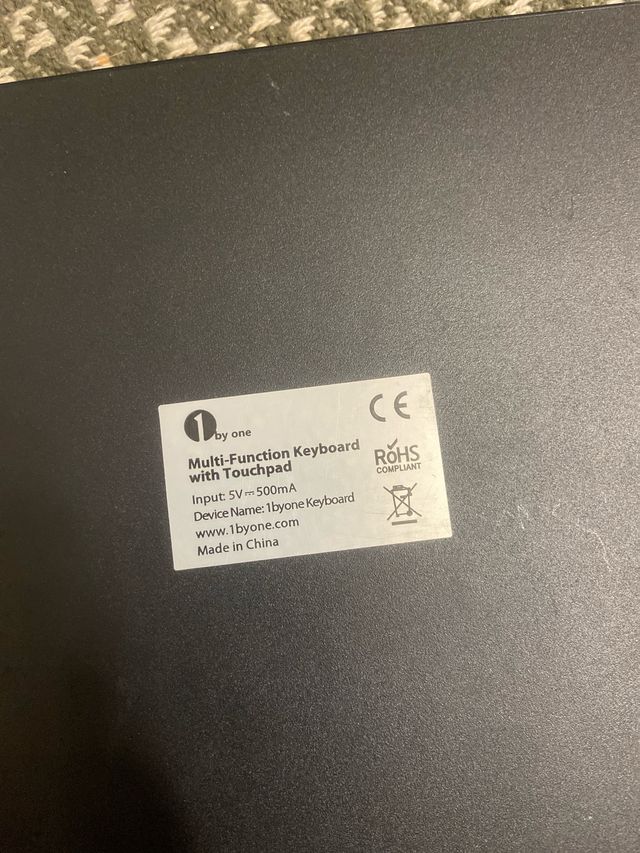 1 by one
Multi-Function Keyboard
with Touchpad
Input: 5V⎓500mA
Device Name: 1byone Keyboard
www.1byone.com
Made in China
CE
RoHS
COMPLIANT